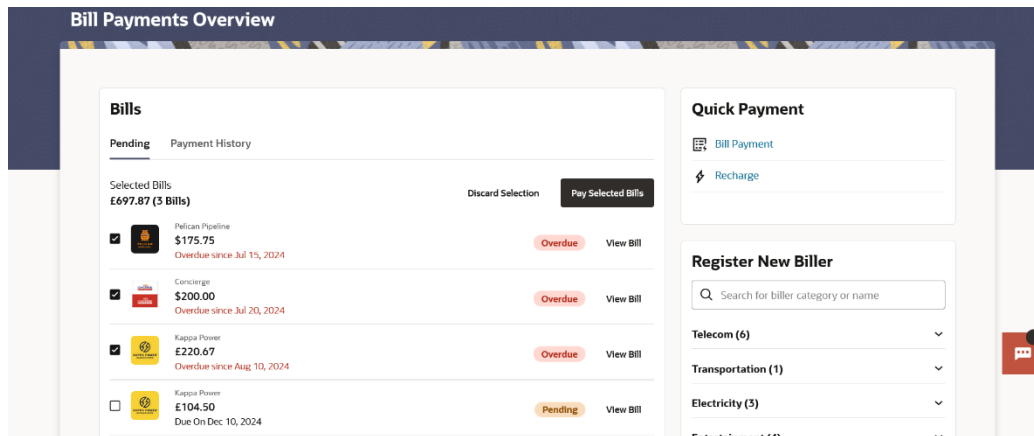 Bill Payments Overview
Bills
Pending Payment History
Selected Bills
£697.87 (3 Bills)
Discard Selection
Pay Selected Bills
Pelican Pipeline
$175.75
Overdue since Jul 15, 2024
Overdue
View Bill
Concierge
$200.00
Overdue since Jul 20, 2024
Overdue
View Bill
Kappa Power
£220.67
Overdue since Aug 10, 2024
Overdue
View Bill
Kappa Power
£104.50
Due On Dec 10, 2024
Pending
View Bill
Quick Payment
Bill Payment
Recharge
Register New Biller
Search for biller category or name
Telecom (6)
Transportation (1)
Electricity (3)